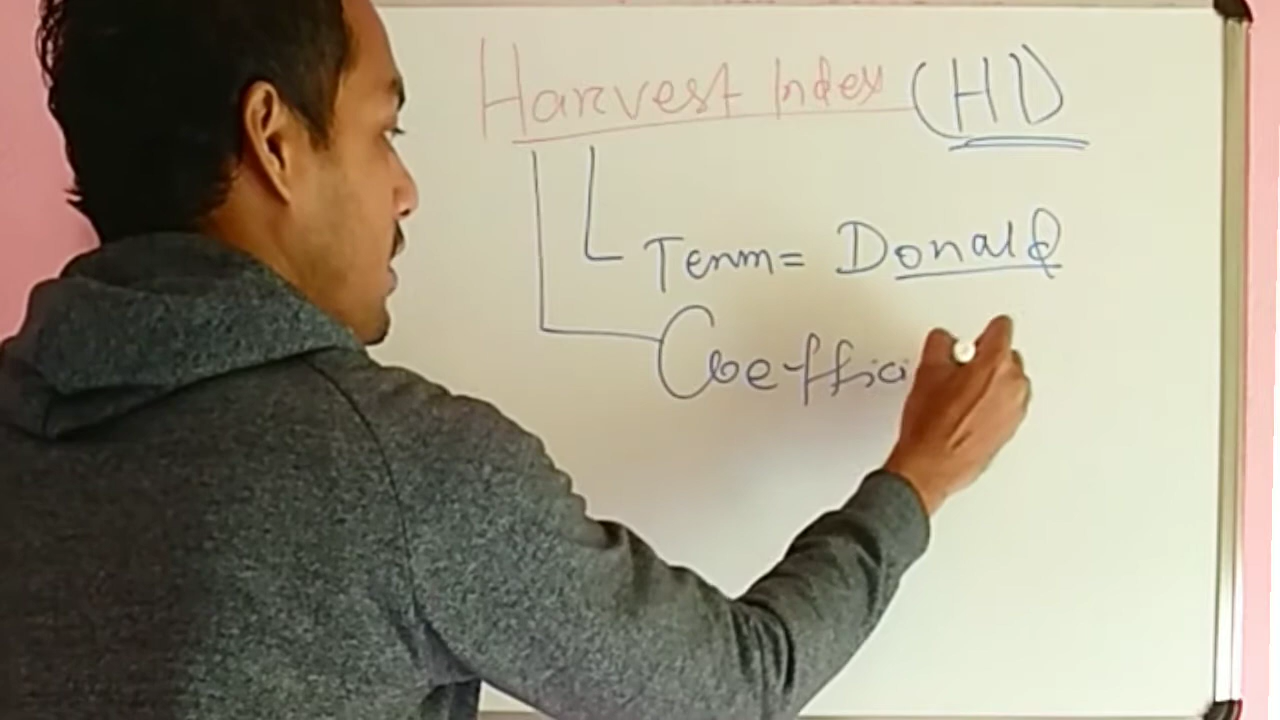 Harvest Index (HI)
Term = Donald
Coeffici